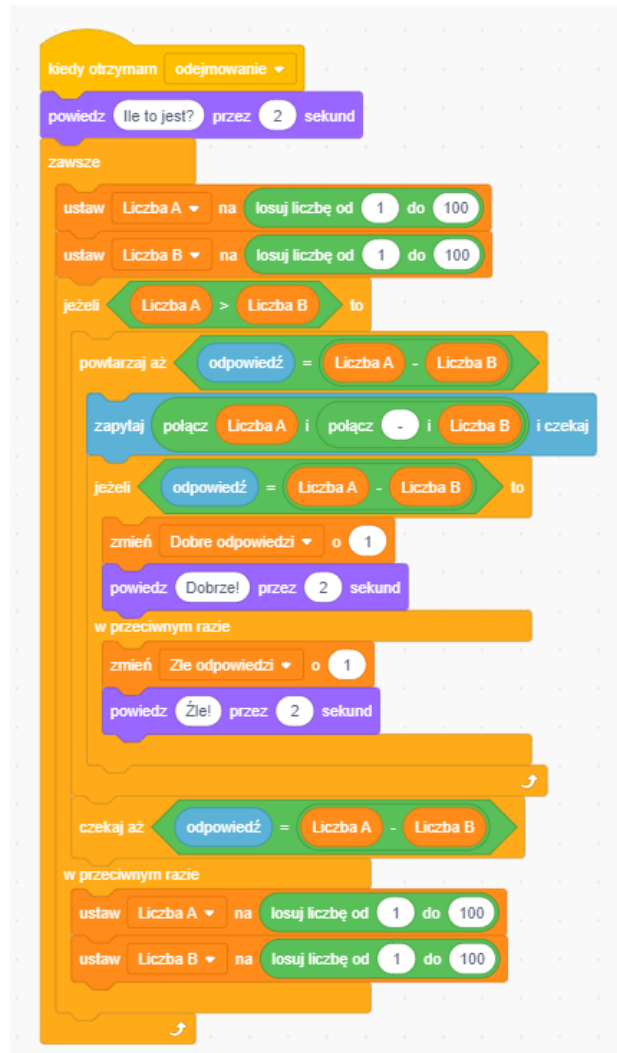 kiedy otrzymam odejmowanie
powiedz Ile to jest? przez 2 sekund
zawsze
ustaw Liczba A na losuj liczbę od 1 do 100
ustaw Liczba B na losuj liczbę od 1 do 100
jeżeli Liczba A > Liczba B to
powtarzaj aż odpowiedź = Liczba A - Liczba B
zapytaj połącz Liczba A i połącz - i Liczba B i czekaj
jeżeli odpowiedź = Liczba A - Liczba B to
zmień Dobre odpowiedzi o 1
powiedz Dobrze! przez 2 sekund
w przeciwnym razie
zmień Złe odpowiedzi o 1
powiedz Źle! przez 2 sekund
czekaj aż odpowiedź = Liczba A - Liczba B
w przeciwnym razie
ustaw Liczba A na losuj liczbę od 1 do 100
ustaw Liczba B na losuj liczbę od 1 do 100